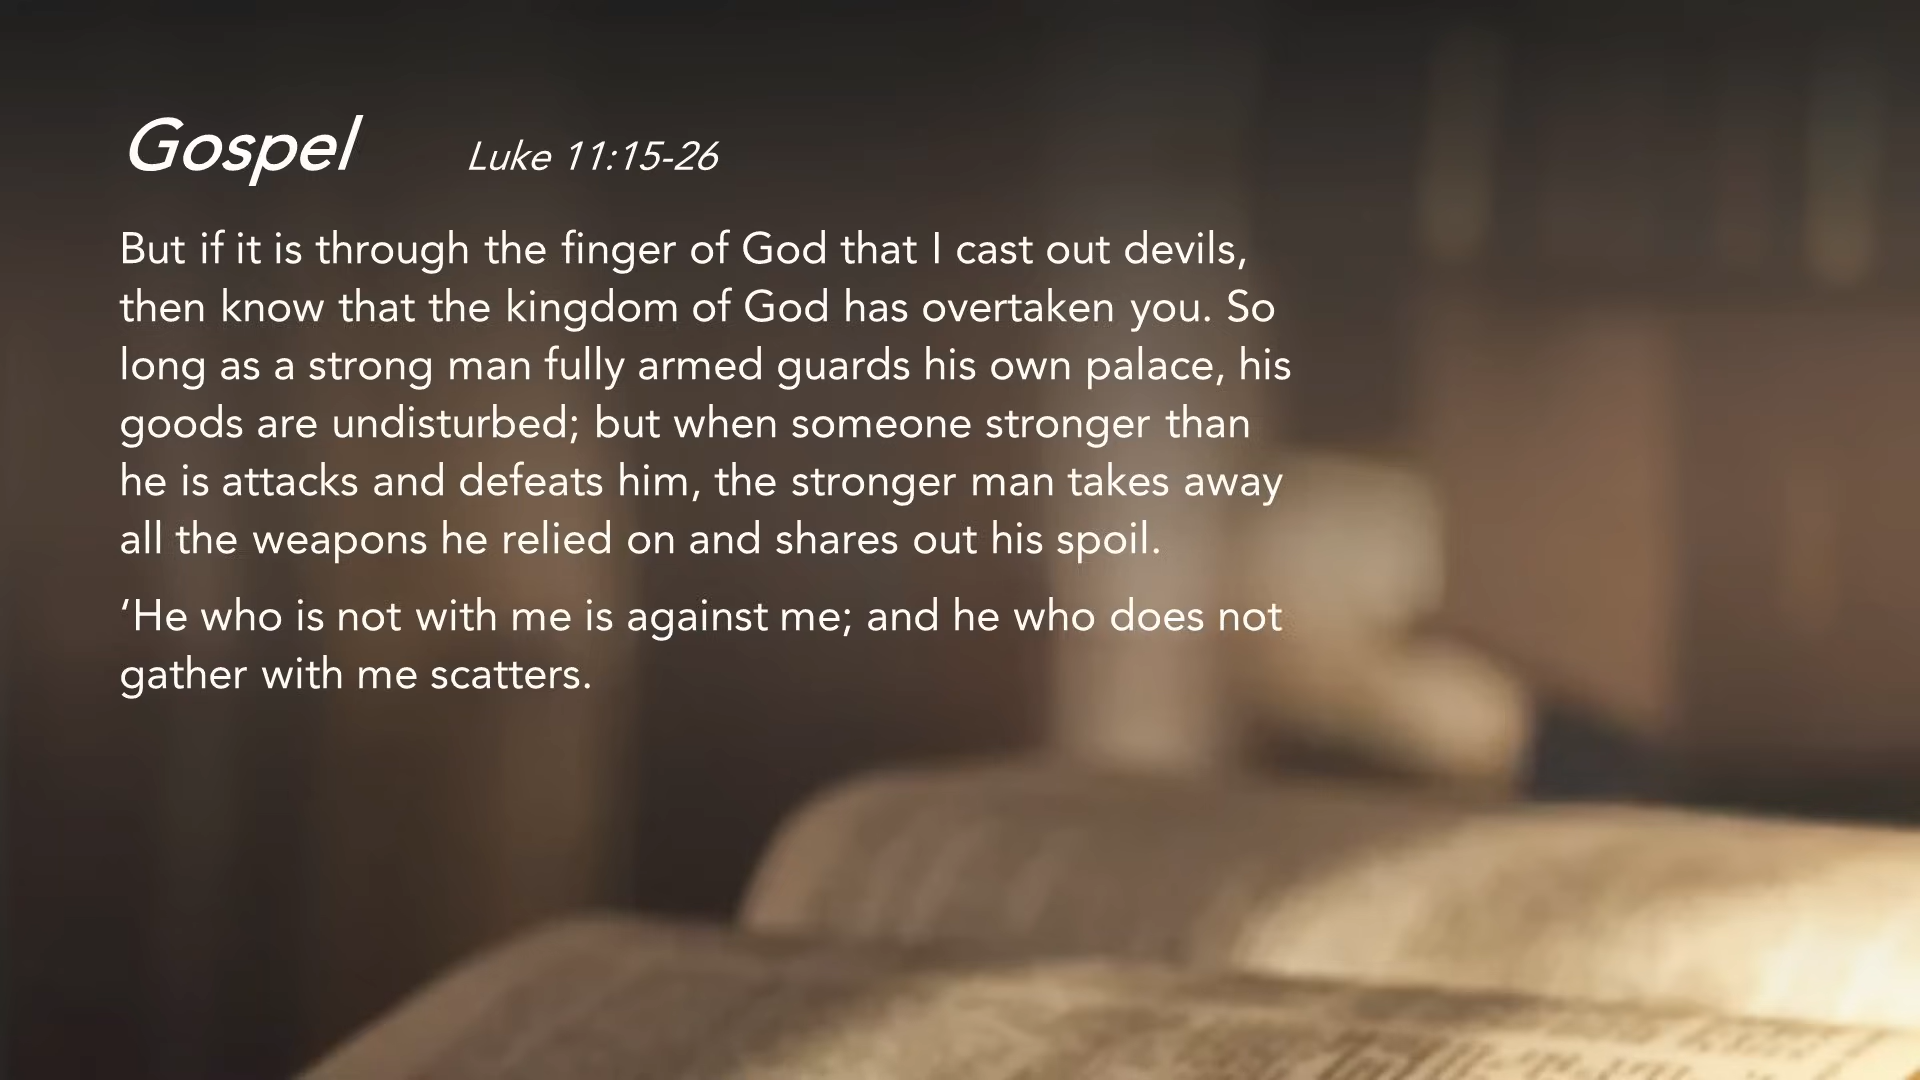 Gospel Luke 11:15-26
But if it is through the finger of God that I cast out devils,
then know that the kingdom of God has overtaken you. So
long as a strong man fully armed guards his own palace, his
goods are undisturbed; but when someone stronger than
he is attacks and defeats him, the stronger man takes away
all the weapons he relied on and shares out his spoil.
‘He who is not with me is against me; and he who does not
gather with me scatters.